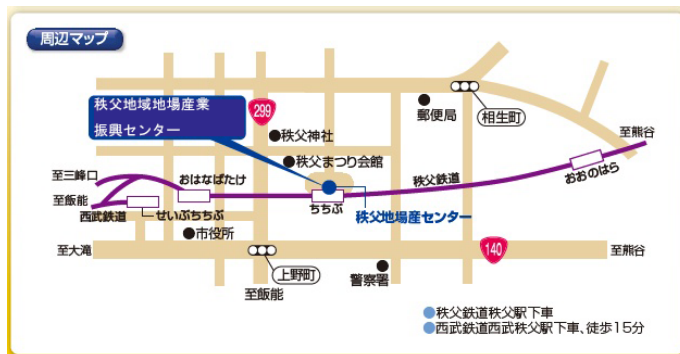 周辺マップ
秩父地域地場産業
振興センター
299
秩父神社
郵便局
相生町
至熊谷
秩父まつり会館
至三峰口
おはなばたけ
秩父鉄道
おおのはら
至飯能
西武鉄道
せいぶちちぶ
ちちぶ
秩父地場産センター
市役所
至大滝
140
至熊谷
上野町
警察署
至飯能
秩父鉄道秩父駅下車
西武鉄道西武秩父駅下車、徒歩15分